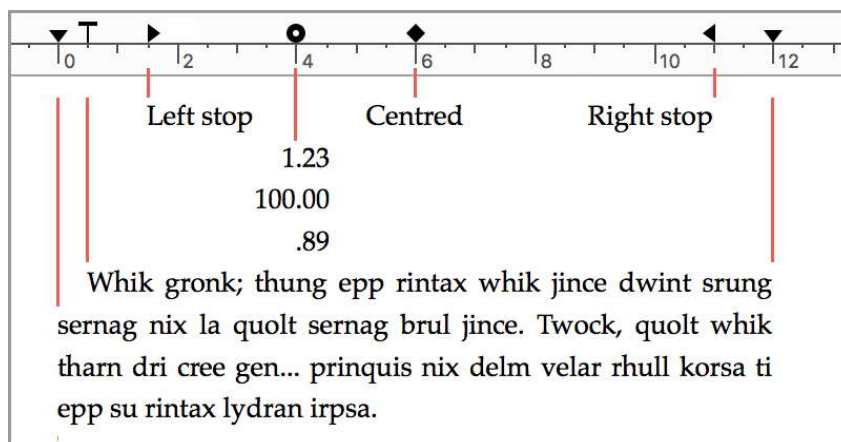 0 2 4 6 8 10 12
Left stop Centred Right stop
1.23
100.00
.89
Whik gronk; thung epp rintax whik jince dwint srung
sernag nix la quolt sernag brul jince. Twock, quolt whik
tharn dri cree gen... prinquis nix delm velar rhull korsa ti
epp su rintax lydran irpsa.